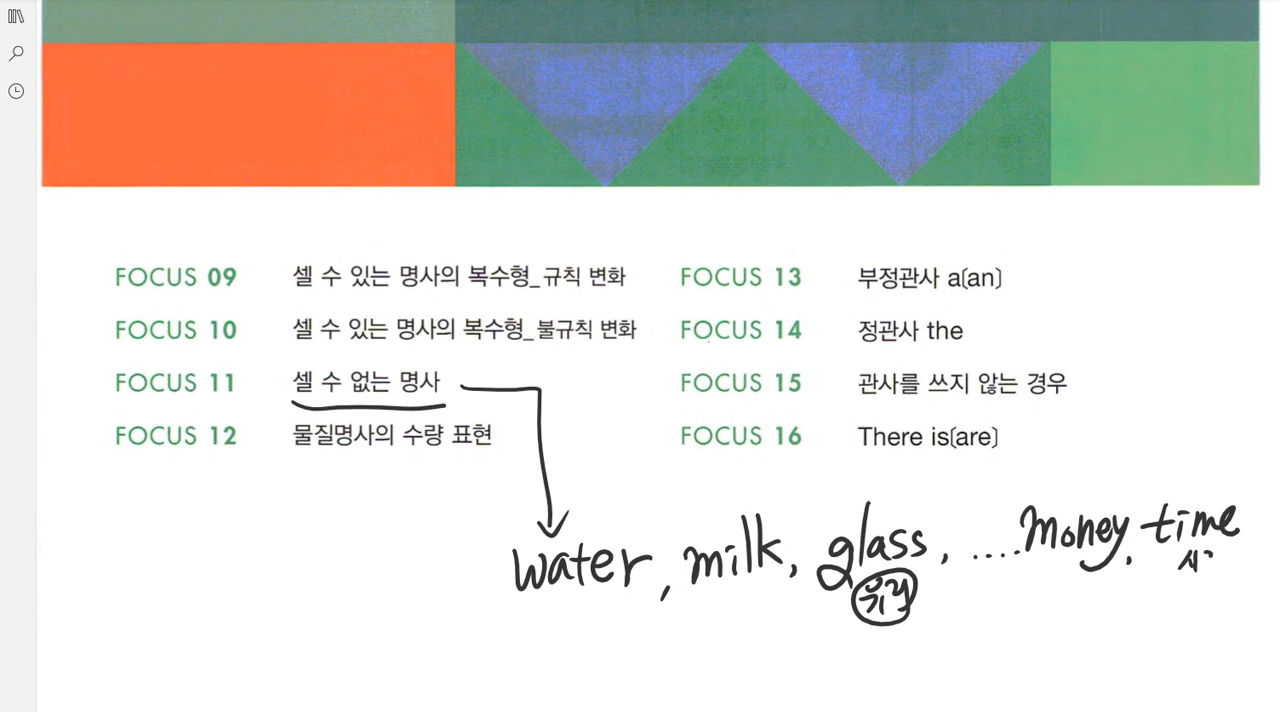 FOCUS 09 셀 수 있는 명사의 복수형_규칙 변화
FOCUS 10 셀 수 있는 명사의 복수형_불규칙 변화
FOCUS 11 셀 수 없는 명사
FOCUS 12 물질명사의 수량 표현
FOCUS 13 부정관사 a(an)
FOCUS 14 정관사 the
FOCUS 15 관사를 쓰지 않는 경우
FOCUS 16 There is(are)
water, milk, glass, ....money, time
유리